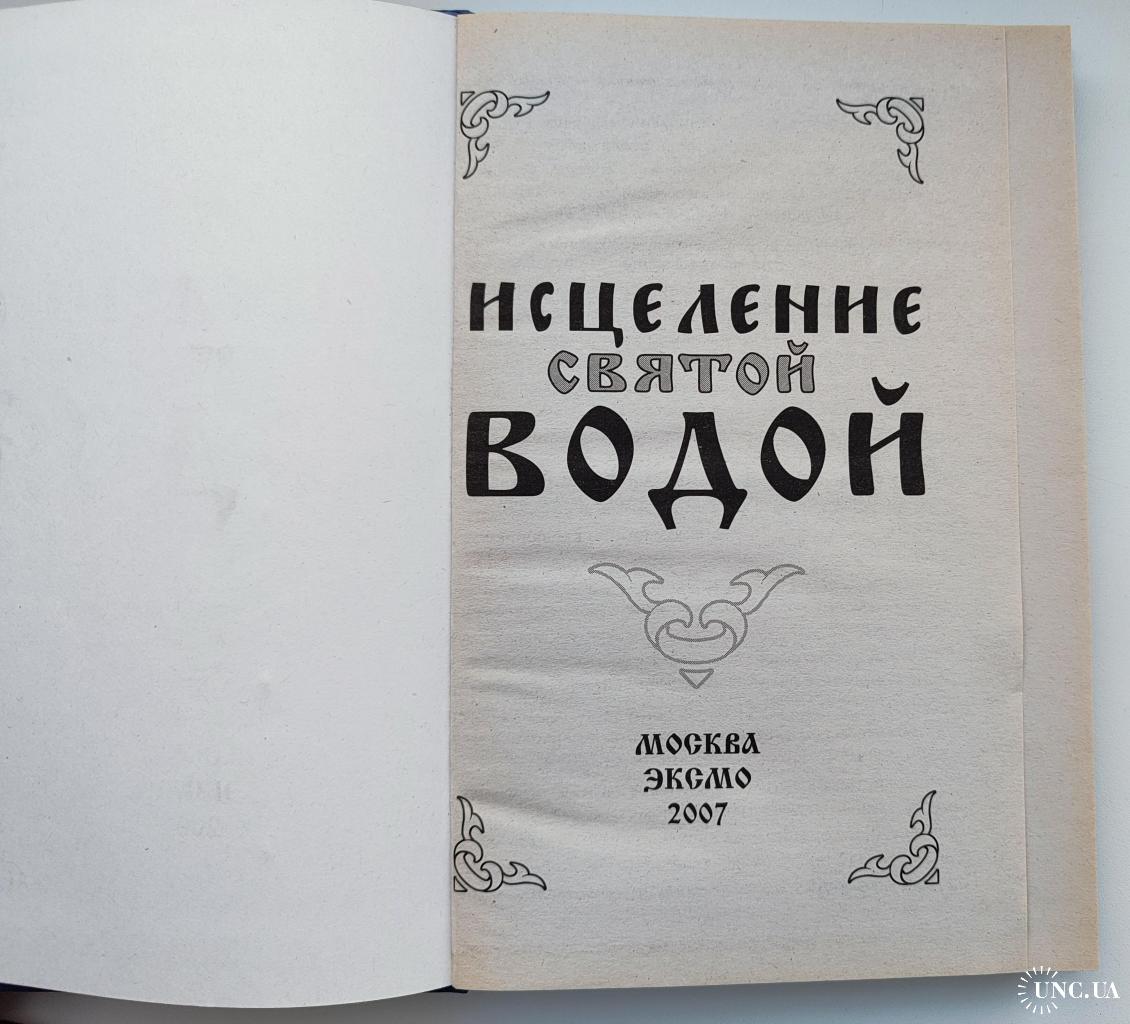 ИСЦЕЛЕНИЕ
СВЯТОЙ
ВОДОЙ
МОСКВА
ЭКСМО
2007
UNC.UA